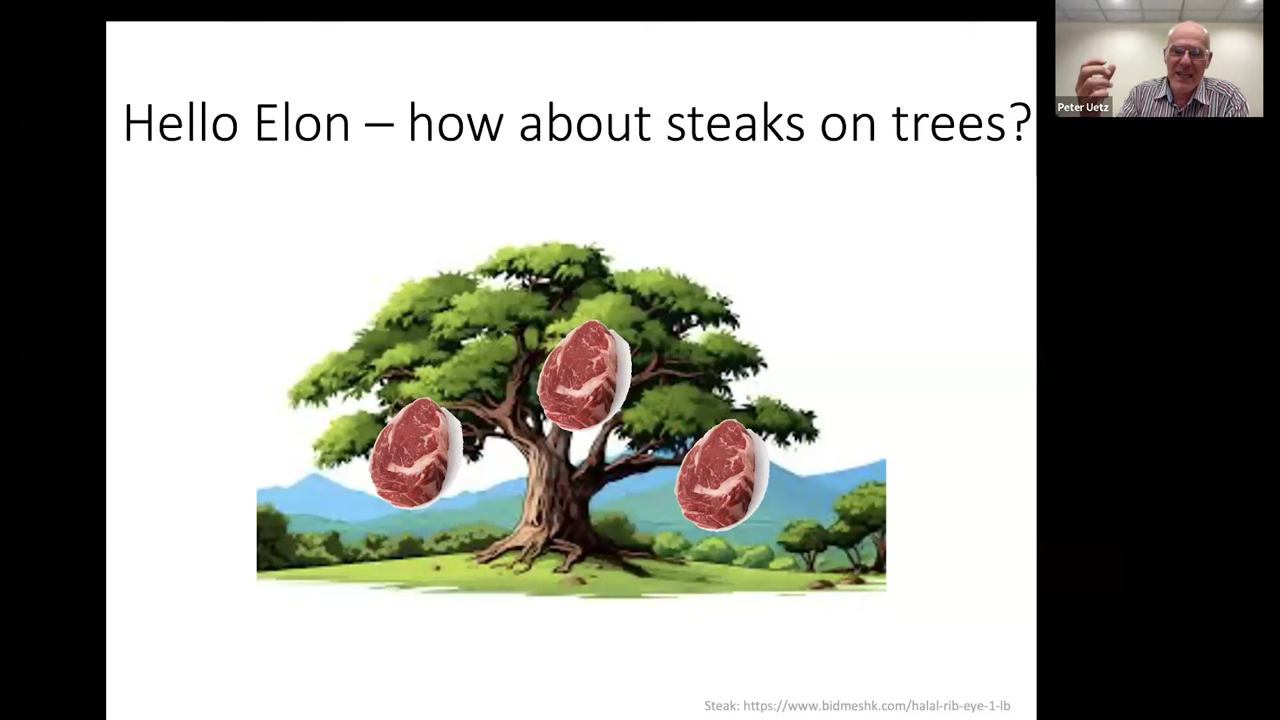 Hello Elon – how about steaks on trees?
Peter Uetz
Steak: https://www.bidmeshk.com/halal-rib-eye-1-lb